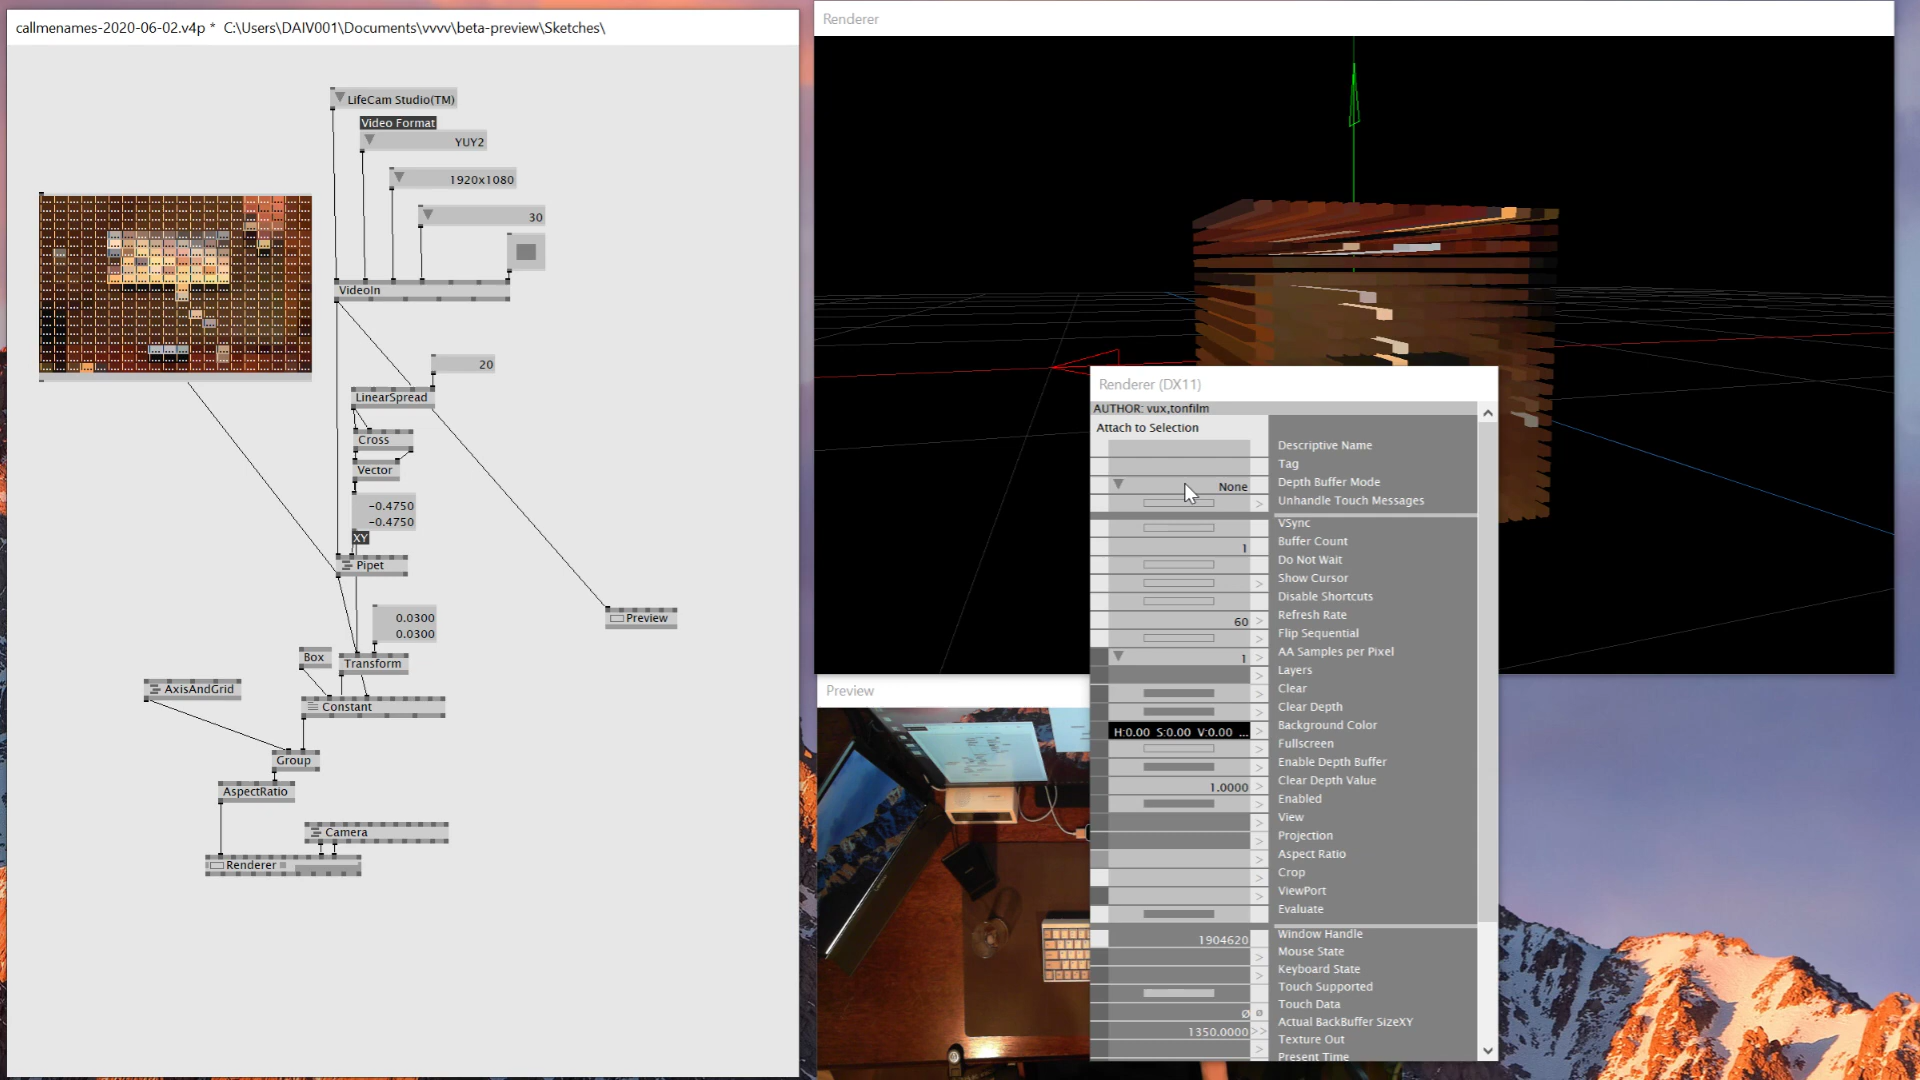 callmenames-2020-06-02.v4p * C:\Users\DAIV001\Documents\vvvv\beta-preview\Sketches\
LifeCam Studio(TM)
Video Format
YUY2
1920x1080
30
VideoIn
20
LinearSpread
Cross
Vector
-0.4750
-0.4750
XY
Pipet
0.0300
0.0300
Preview
Box
Transform
AxisAndGrid
Constant
Group
AspectRatio
Camera
Renderer
Renderer
Preview
Renderer (DX11)
AUTHOR: vux,tonfilm
Attach to Selection
Descriptive Name
Tag
None Depth Buffer Mode
Unhandle Touch Messages
VSync
1 Buffer Count
Do Not Wait
> Show Cursor
Disable Shortcuts
60 > Refresh Rate
> Flip Sequential
1 > AA Samples per Pixel
> Layers
> Clear
> Clear Depth
H:0.00 S:0.00 V:0.00 ... > Background Color
> Fullscreen
> Enable Depth Buffer
1.0000 > Clear Depth Value
> Enabled
> View
> Projection
> Aspect Ratio
> Crop
> ViewPort
> Evaluate
1904620 Window Handle
> Mouse State
> Keyboard State
Touch Supported
Touch Data
1350.0000 >> Actual BackBuffer SizeXY
> Texture Out
Present Time